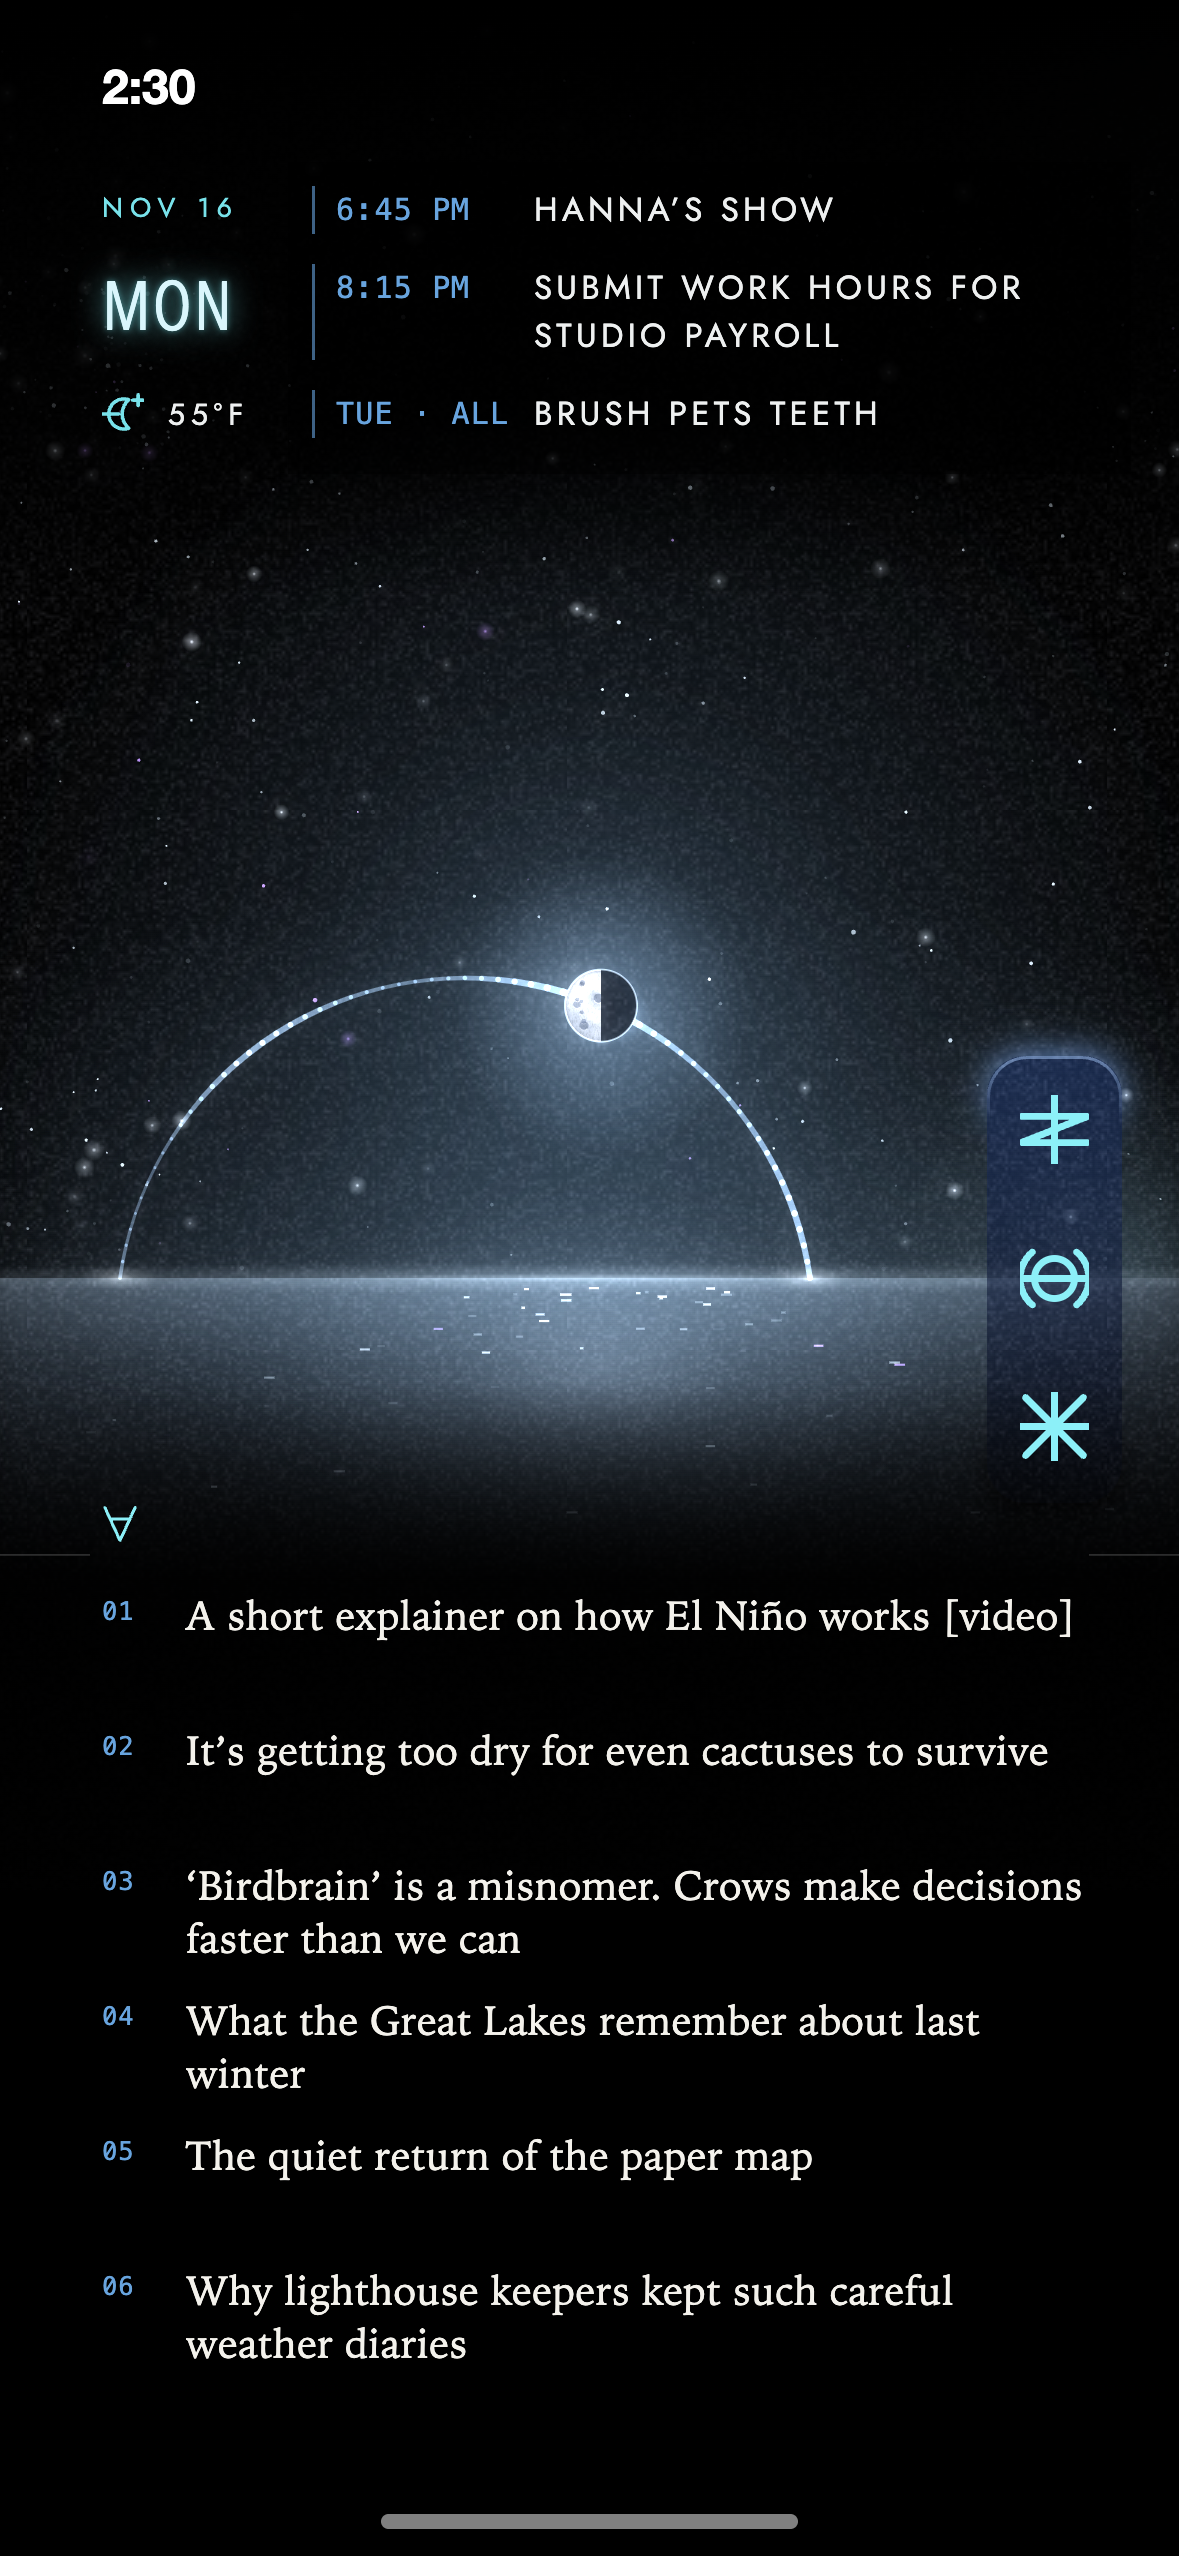 2:30
NOV 16
MON
55°F
6:45 PM HANNA’S SHOW
8:15 PM SUBMIT WORK HOURS FOR
STUDIO PAYROLL
TUE · ALL BRUSH PETS TEETH
∀
01 A short explainer on how El Niño works [video]
02 It’s getting too dry for even cactuses to survive
03 ‘Birdbrain’ is a misnomer. Crows make decisions
faster than we can
04 What the Great Lakes remember about last
winter
05 The quiet return of the paper map
06 Why lighthouse keepers kept such careful
weather diaries